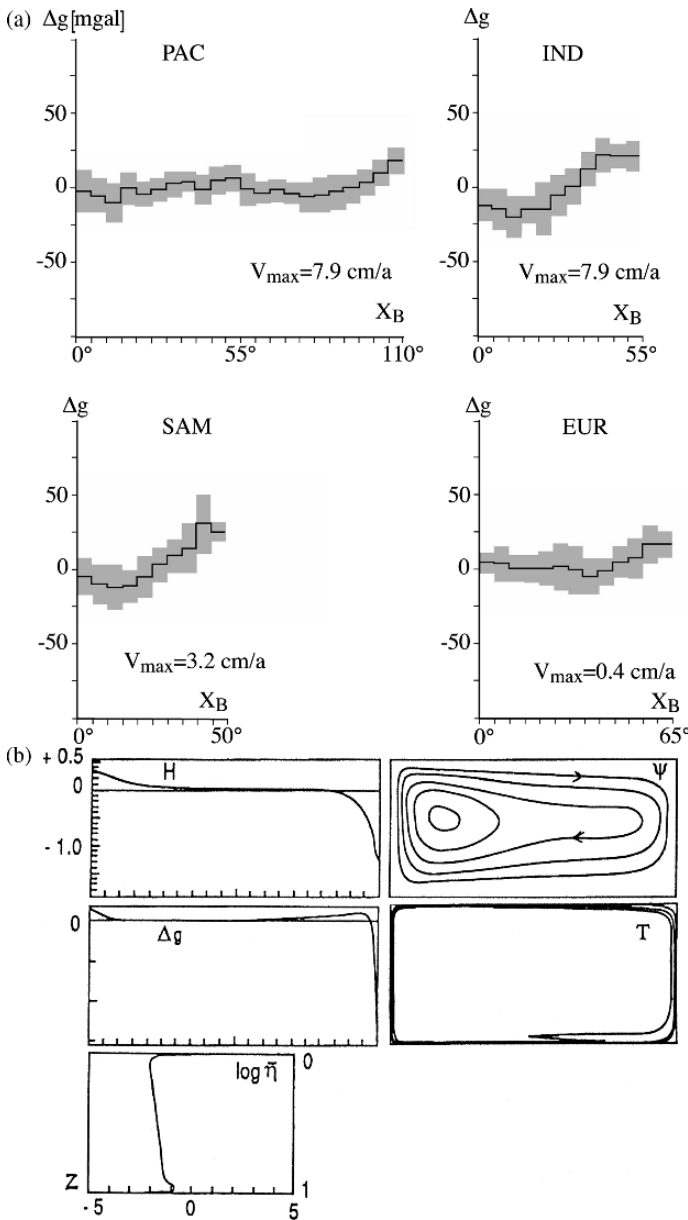 (a) Δg[mgal]
PAC
50
0
-50
Vmax=7.9 cm/a
XB
0° 55° 110°
Δg
IND
50
0
-50
Vmax=7.9 cm/a
XB
0° 55°
Δg
SAM
50
0
-50
Vmax=3.2 cm/a
XB
0° 50°
Δg
EUR
50
0
-50
Vmax=0.4 cm/a
XB
0° 65°
(b)
+ 0.5
0
- 1.0
H
Ψ
0
Δg
T
log η̄
0
1
Z
-5 0 5